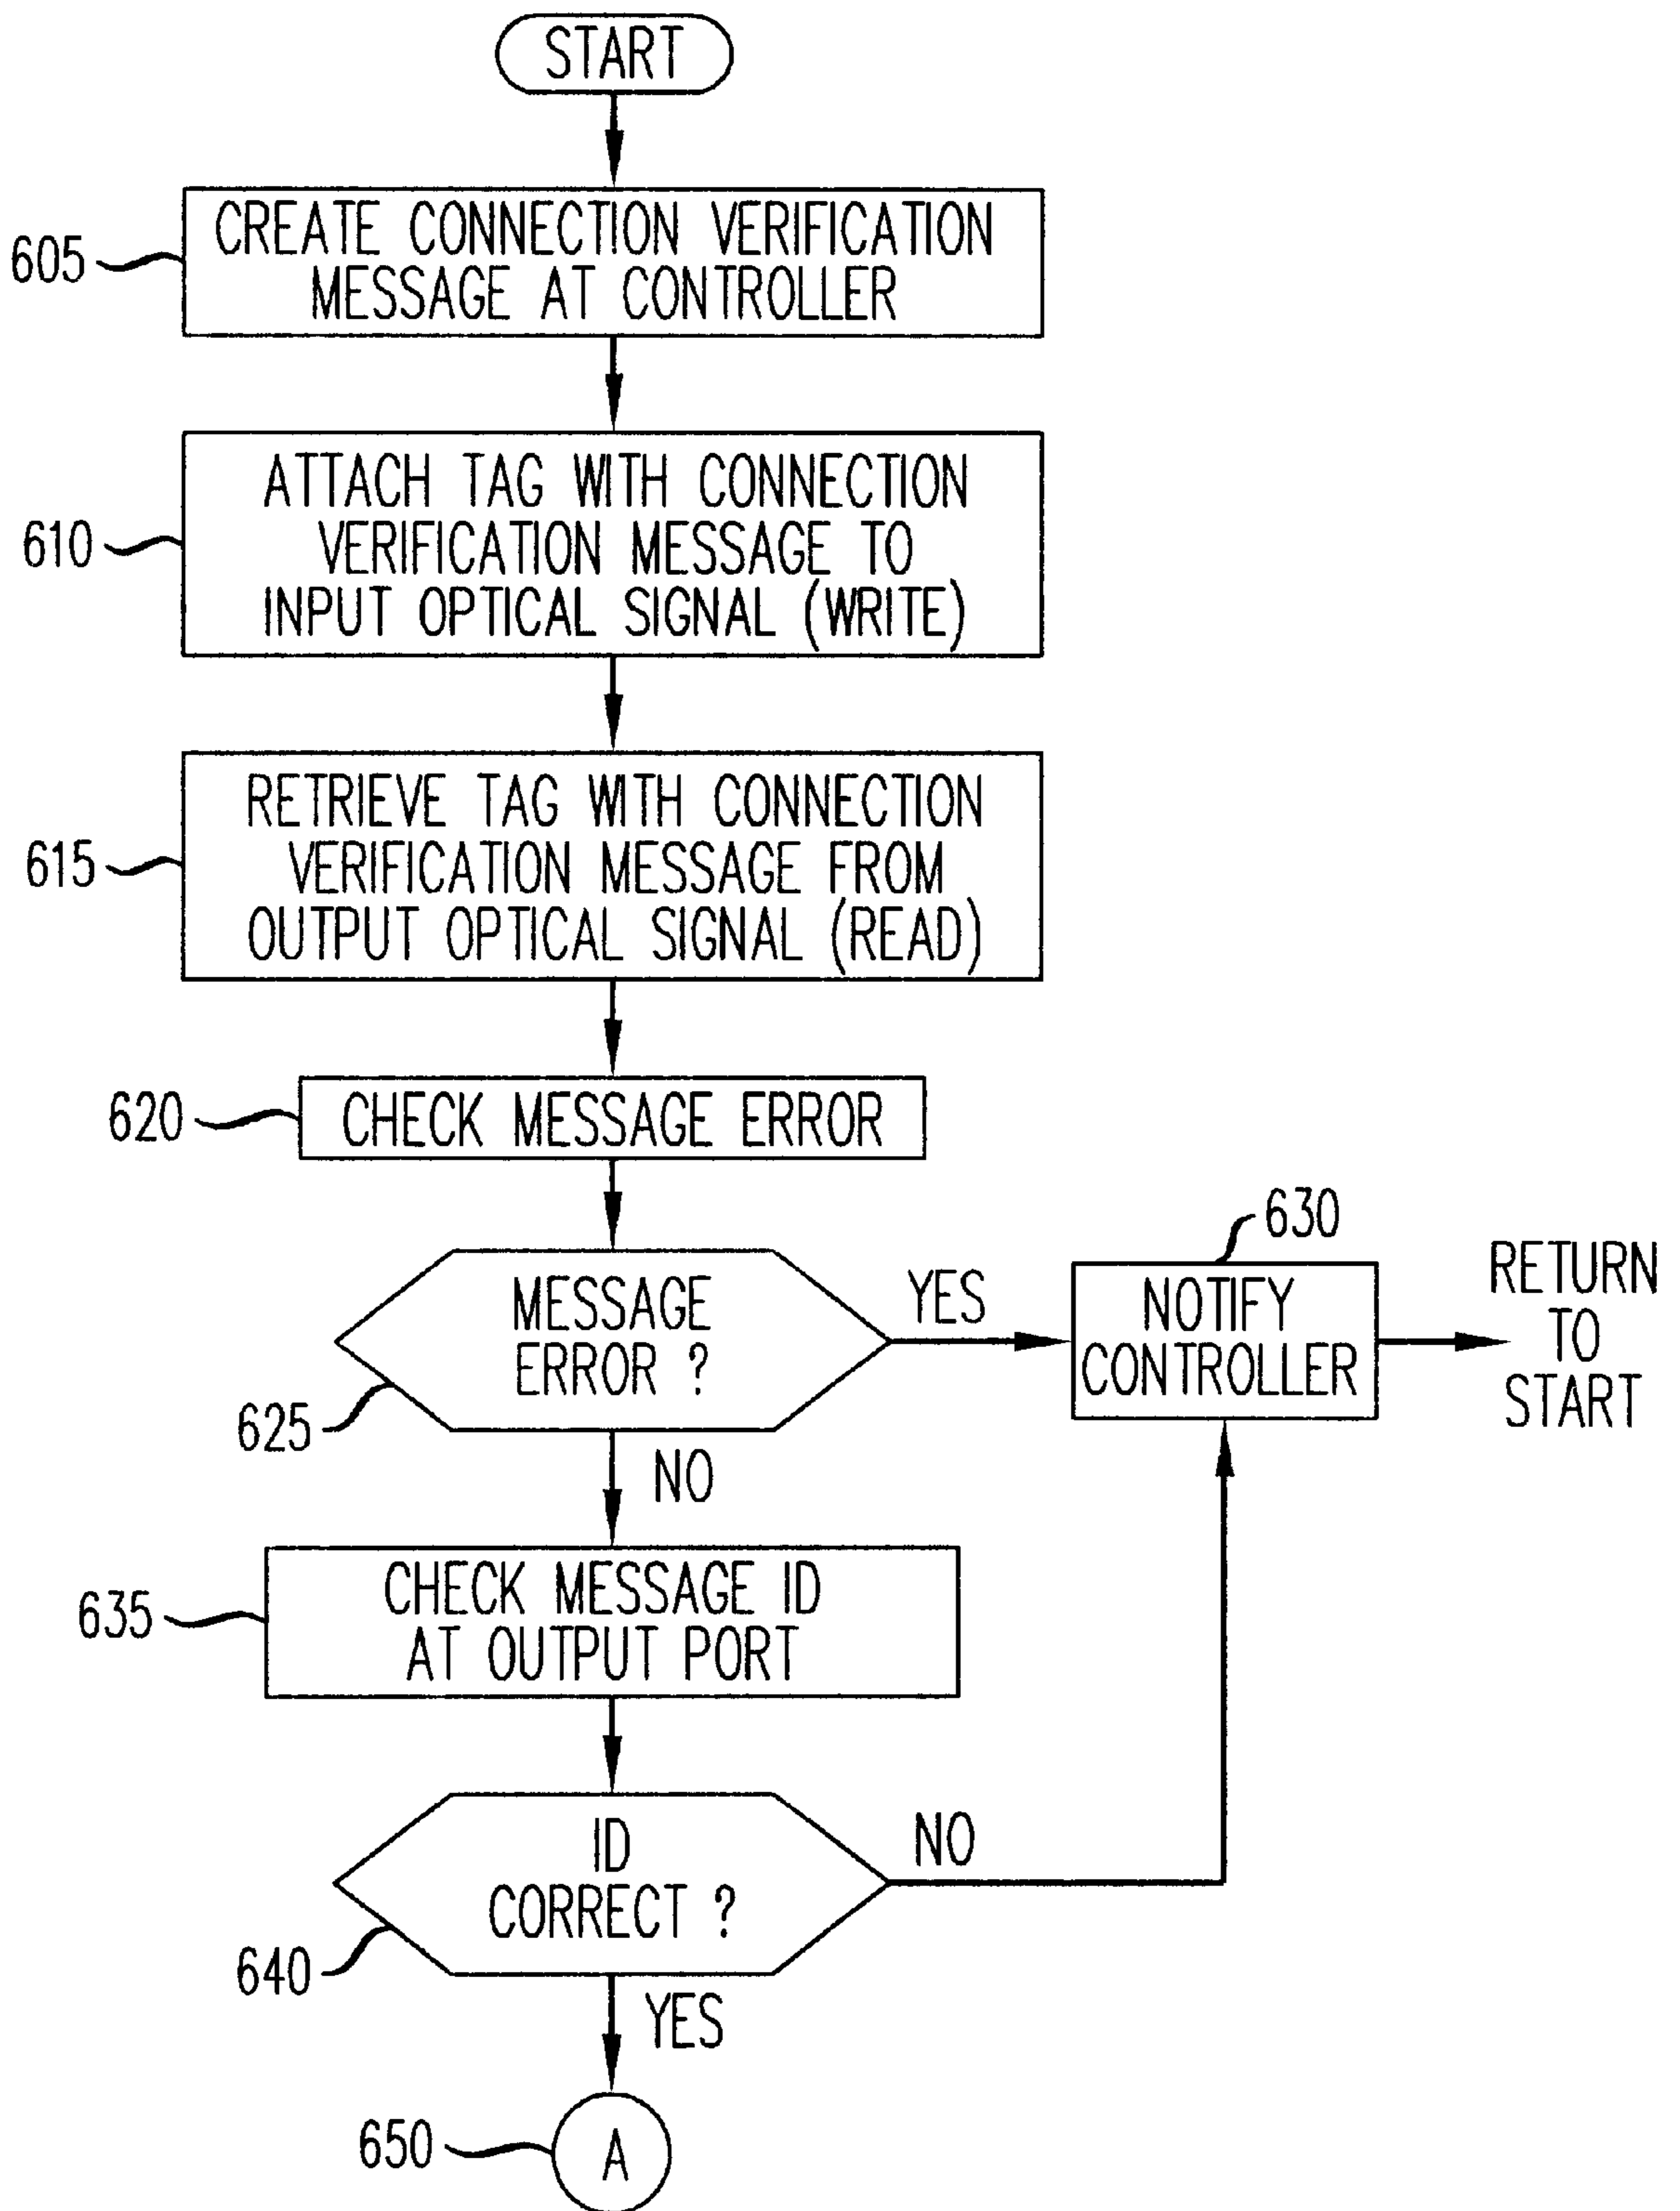 START
605
CREATE CONNECTION VERIFICATION
MESSAGE AT CONTROLLER
610
ATTACH TAG WITH CONNECTION
VERIFICATION MESSAGE TO
INPUT OPTICAL SIGNAL (WRITE)
615
RETRIEVE TAG WITH CONNECTION
VERIFICATION MESSAGE FROM
OUTPUT OPTICAL SIGNAL (READ)
620
CHECK MESSAGE ERROR
625
MESSAGE
ERROR ?
YES
630
NOTIFY
CONTROLLER
RETURN
TO
START
NO
635
CHECK MESSAGE ID
AT OUTPUT PORT
640
ID
CORRECT ?
NO
YES
650
A